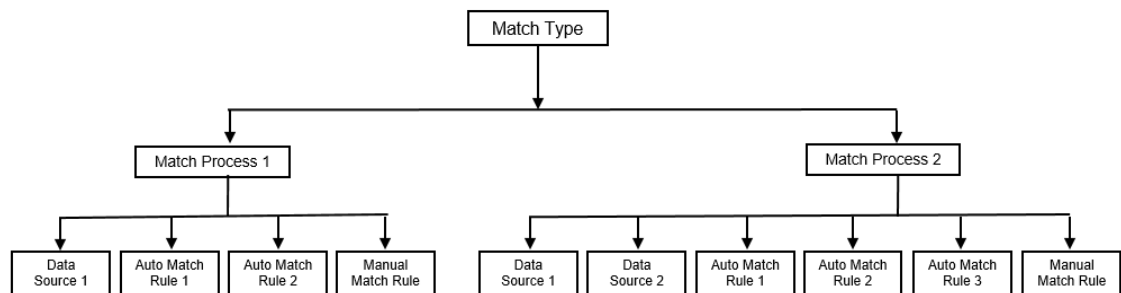 Match Type
Match Process 1
Match Process 2
Data
Source 1
Auto Match
Rule 1
Auto Match
Rule 2
Manual
Match Rule
Data
Source 1
Data
Source 2
Auto Match
Rule 1
Auto Match
Rule 2
Auto Match
Rule 3
Manual
Match Rule